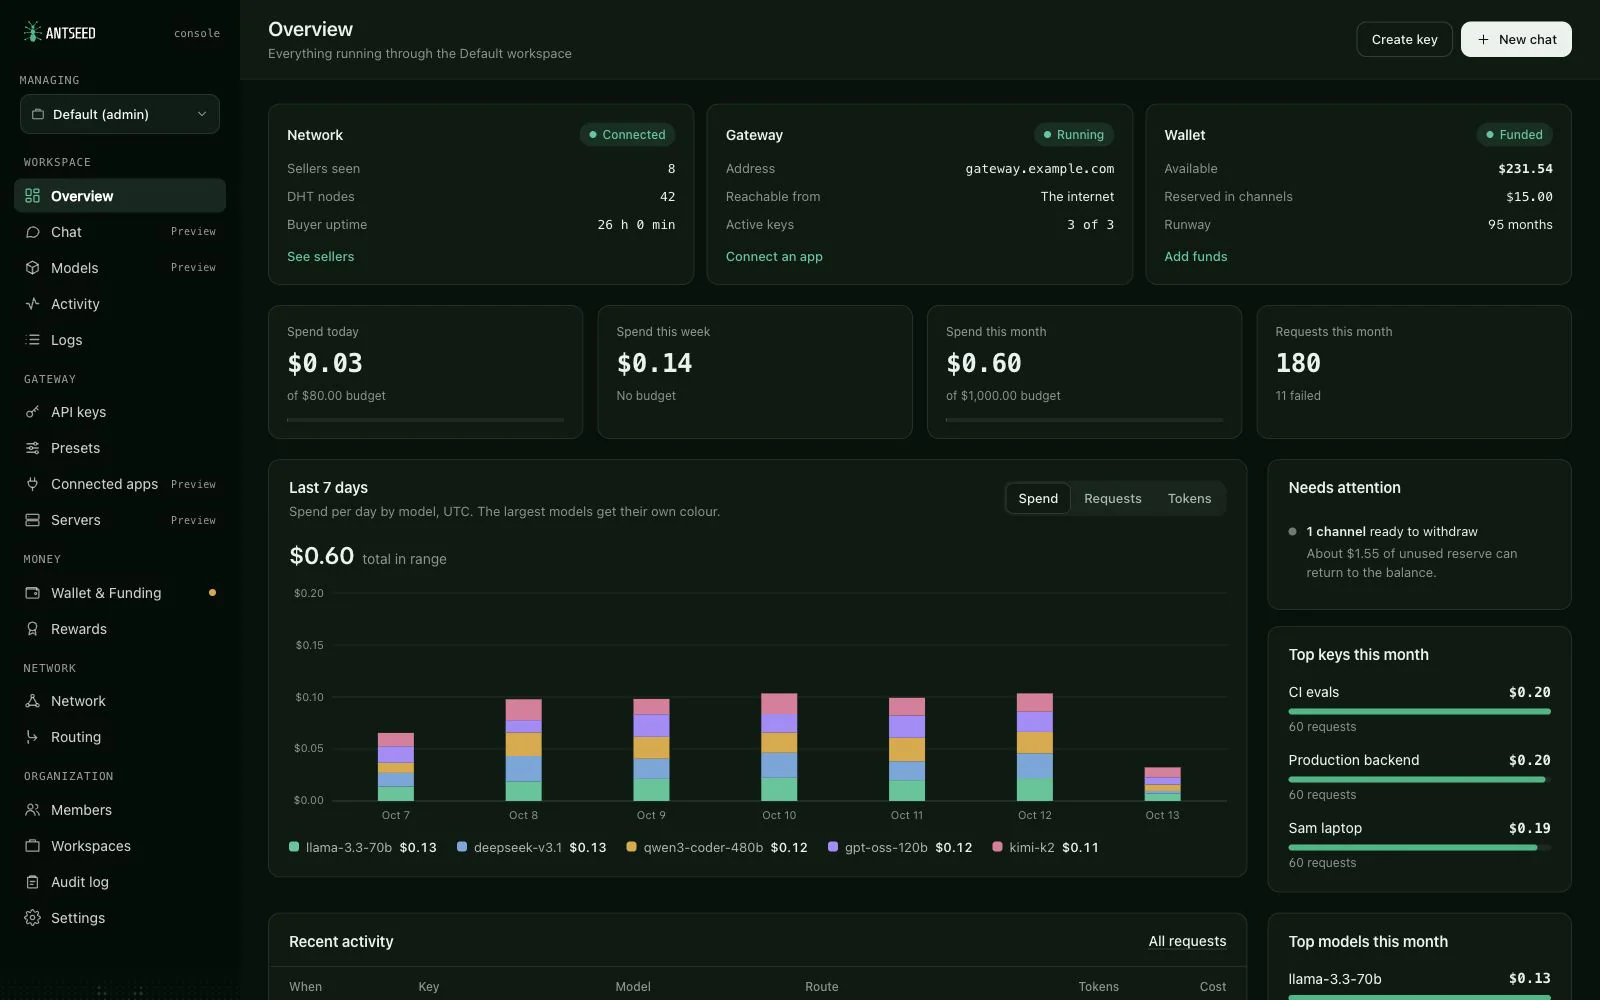 ANTSEED
console
MANAGING
Default (admin)
WORKSPACE
Overview
Chat Preview
Models Preview
Activity
Logs
GATEWAY
API keys
Presets
Connected apps Preview
Servers Preview
MONEY
Wallet & Funding
Rewards
NETWORK
Network
Routing
ORGANIZATION
Members
Workspaces
Audit log
Settings
Overview
Everything running through the Default workspace
Create key
+ New chat
Network Connected
Sellers seen 8
DHT nodes 42
Buyer uptime 26 h 0 min
See sellers
Gateway Running
Address gateway.example.com
Reachable from The internet
Active keys 3 of 3
Connect an app
Wallet Funded
Available $231.54
Reserved in channels $15.00
Runway 95 months
Add funds
Spend today
$0.03
of $80.00 budget
Spend this week
$0.14
No budget
Spend this month
$0.60
of $1,000.00 budget
Requests this month
180
11 failed
Last 7 days
Spend per day by model, UTC. The largest models get their own colour.
Spend Requests Tokens
$0.60 total in range
$0.20
$0.15
$0.10
$0.05
$0.00
Oct 7 Oct 8 Oct 9 Oct 10 Oct 11 Oct 12 Oct 13
llama-3.3-70b $0.13 deepseek-v3.1 $0.13 qwen3-coder-480b $0.12 gpt-oss-120b $0.12 kimi-k2 $0.11
Needs attention
1 channel ready to withdraw
About $1.55 of unused reserve can
return to the balance.
Top keys this month
CI evals $0.20
60 requests
Production backend $0.20
60 requests
Sam laptop $0.19
60 requests
Recent activity All requests
When Key Model Route Tokens Cost
Top models this month
llama-3.3-70b $0.13